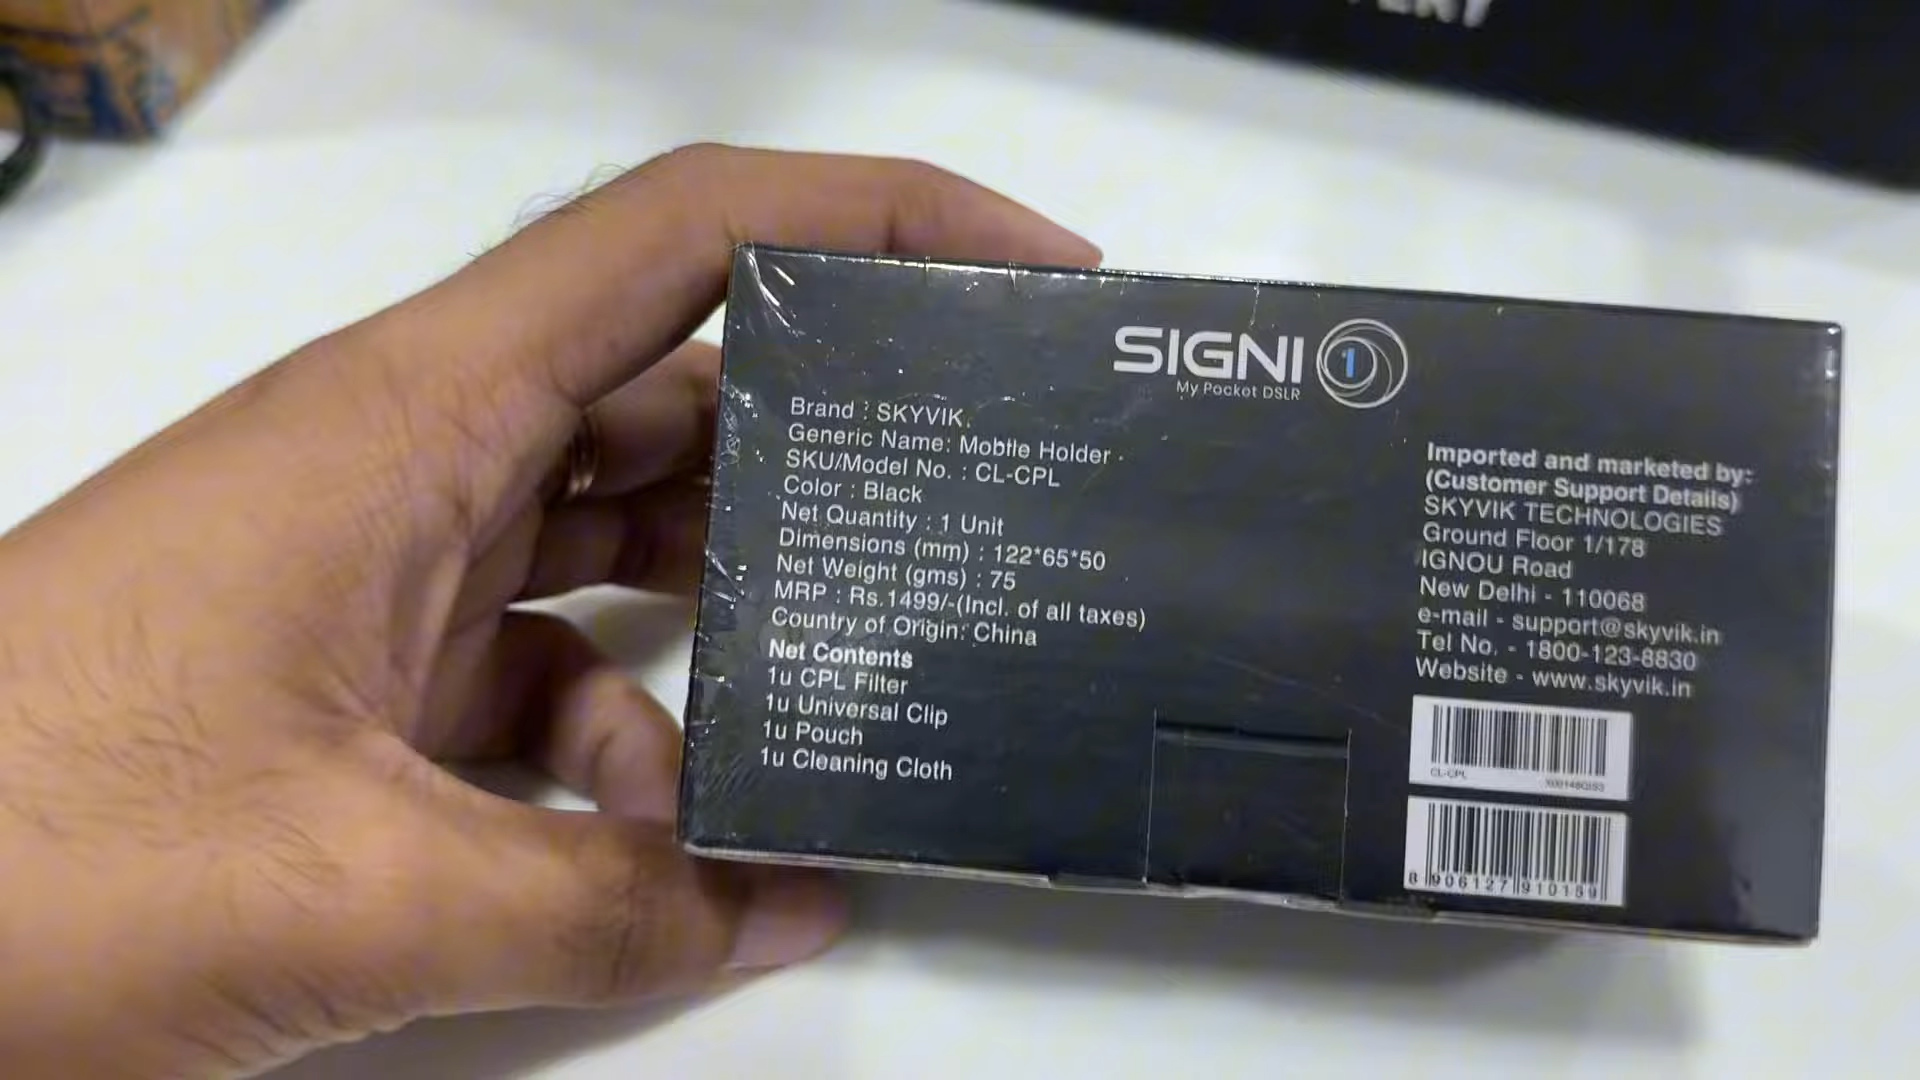 SIGNI 1
My Pocket DSLR
Brand : SKYVIK
Generic Name: Mobile Holder
SKU/Model No. : CL-CPL
Color : Black
Net Quantity : 1 Unit
Dimensions (mm) : 122*65*50
Net Weight (gms) : 75
MRP : Rs.1499/-(Incl. of all taxes)
Country of Origin: China
Net Contents
1u CPL Filter
1u Universal Clip
1u Pouch
1u Cleaning Cloth
Imported and marketed by:
(Customer Support Details)
SKYVIK TECHNOLOGIES
Ground Floor 1/178
IGNOU Road
New Delhi - 110068
e-mail - support@skyvik.in
Tel No. - 1800-123-8830
Website - www.skyvik.in
CL-CPL
8 906127 910189